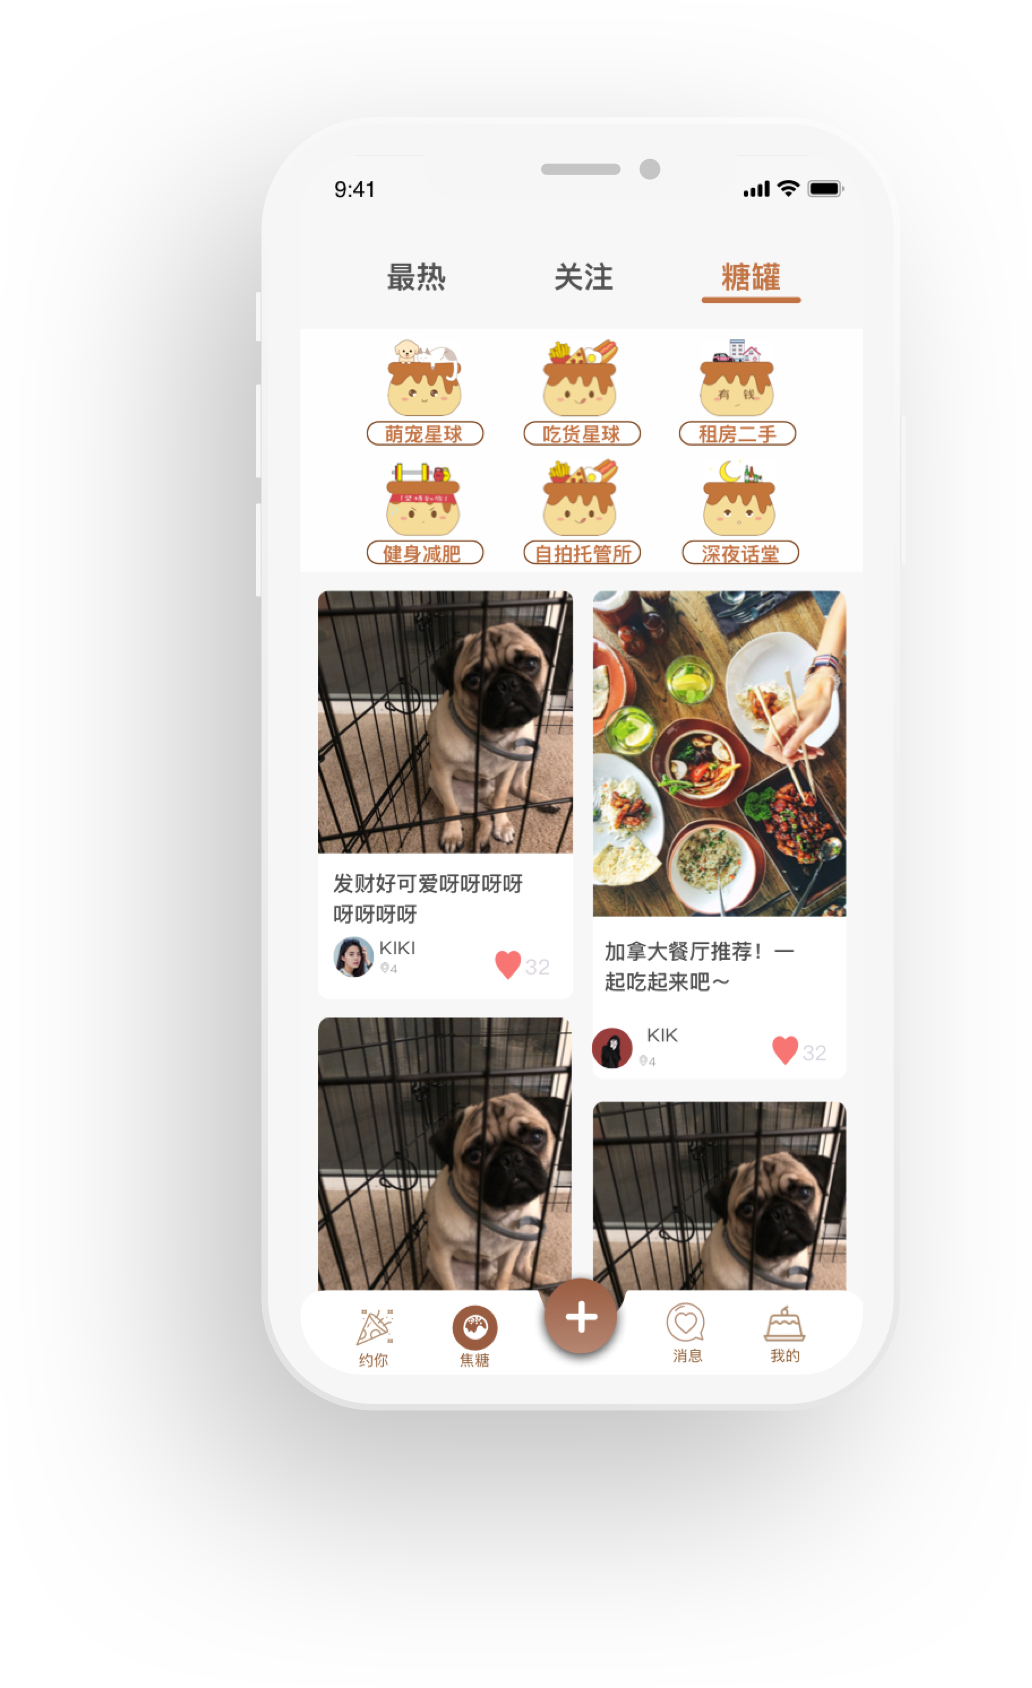 9:41
最热 关注 糖罐
有 钱
萌宠星球 吃货星球 租房二手
健身减肥 自拍托管所 深夜话堂
发财好可爱呀呀呀呀
呀呀呀呀
KIKI
4
32
加拿大餐厅推荐！一
起吃起来吧～
KIK
4
32
约你 焦糖 消息 我的